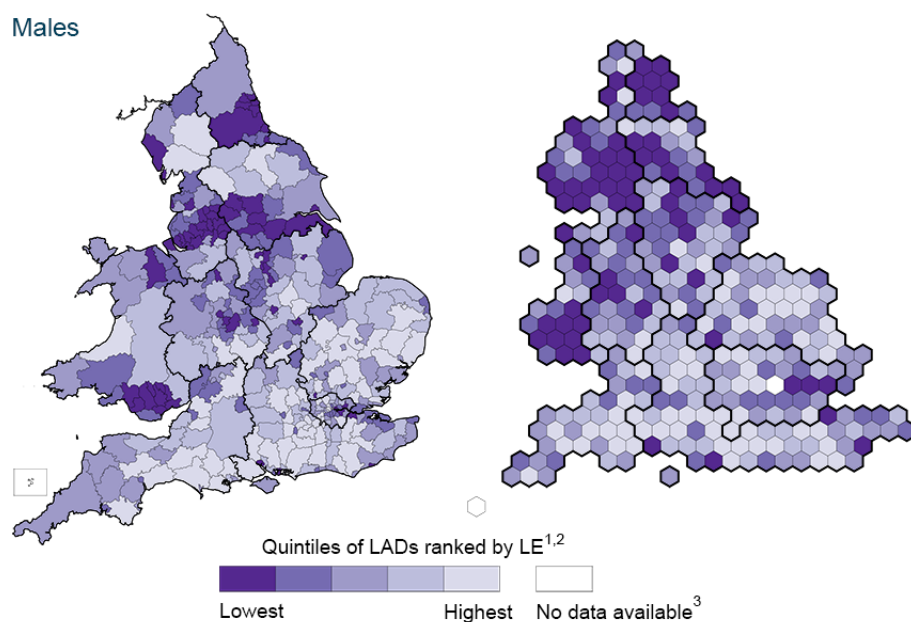 Males
Quintiles of LADs ranked by LE1,2
Lowest
Highest
No data available3